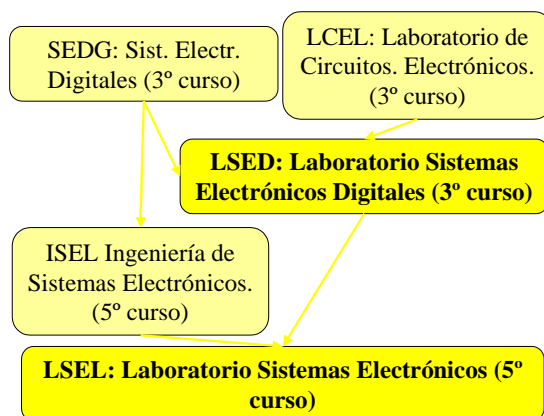 SEDG: Sist. Electr.
Digitales (3º curso)
LCEL: Laboratorio de
Circuitos. Electrónicos.
(3º curso)
LSED: Laboratorio Sistemas
Electrónicos Digitales (3º curso)
ISEL Ingeniería de
Sistemas Electrónicos.
(5º curso)
LSEL: Laboratorio Sistemas Electrónicos (5º
curso)